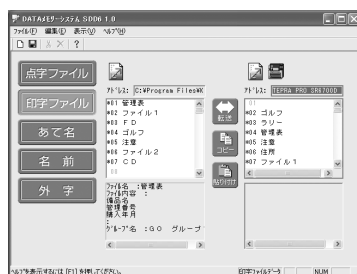 DATAメモリーシステム SDD6 1.0
ファイル(F) 編集(E) 表示(V) ヘルプ(H)
点字ファイル
印字ファイル
あて名
名 前
外 字
アドレス: C:¥Program Files¥K
*01 管理表
*02 ファイル1
*03 FD
*04 ゴルフ
*05 注意
*06 ファイル2
*07 CD
08
ファイル名 :管理表
ファイル内容 :
備品名
管理番号
購入年月
:
グループ名 :GO グループ
転送
コピー
貼り付け
アドレス: TEPRA PRO SR6700D
01
*02 ゴルフ
*03 ラリー
*04 管理表
*05 注意
*06 住所
*07 ファイル1
ヘルプを表示するには [F1] を押してください。
印字ファイルデータ
NUM